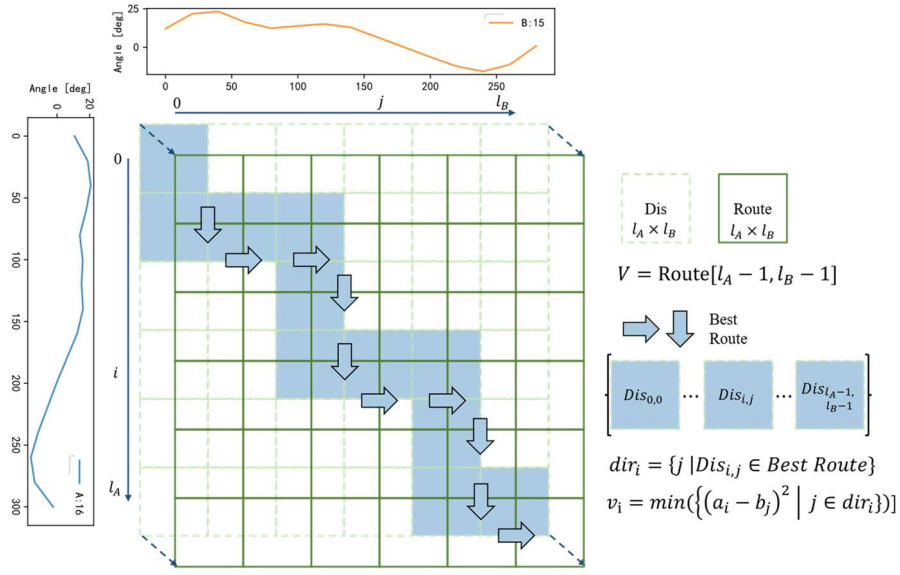 25
0
Angle [deg]
B:15
0 50 100 150 200 250
0 j l_B
Angle [deg]
0 20
0
50
100
150
200
250
300
A:16
0
i
l_A
Dis
l_A × l_B
Route
l_A × l_B
V = Route[l_A − 1, l_B − 1]
Best
Route
Dis_{0,0} ⋯ Dis_{i,j} ⋯ Dis_{l_A−1, l_B−1}
dir_i = {j |Dis_{i,j} ∈ Best Route}
v_i = min({(a_i − b_j)^2 | j ∈ dir_i})]